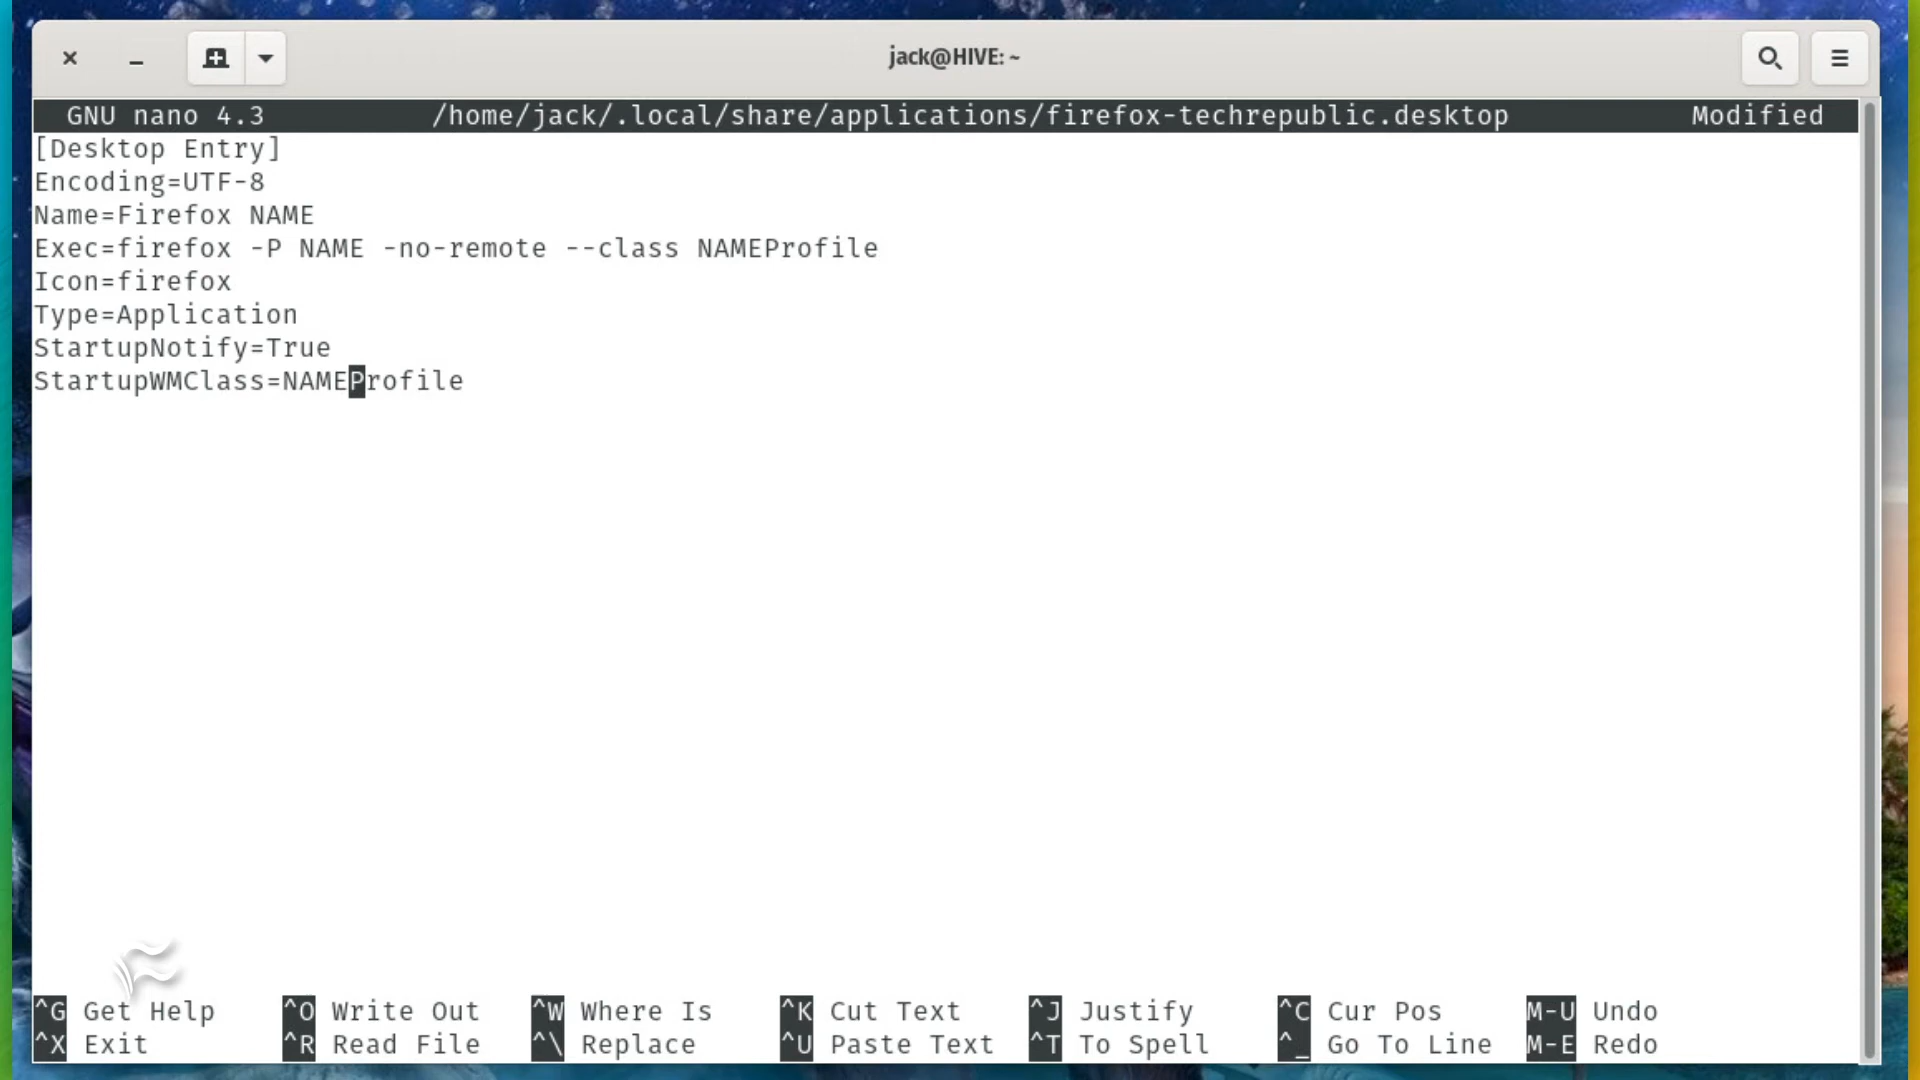 jack@HIVE: ~
GNU nano 4.3 /home/jack/.local/share/applications/firefox-techrepublic.desktop Modified
[Desktop Entry]
Encoding=UTF-8
Name=Firefox NAME
Exec=firefox -P NAME -no-remote --class NAMEProfile
Icon=firefox
Type=Application
StartupNotify=True
StartupWMClass=NAMEProfile
^G Get Help ^O Write Out ^W Where Is ^K Cut Text ^J Justify ^C Cur Pos M-U Undo
^X Exit ^R Read File ^\ Replace ^U Paste Text ^T To Spell ^_ Go To Line M-E Redo